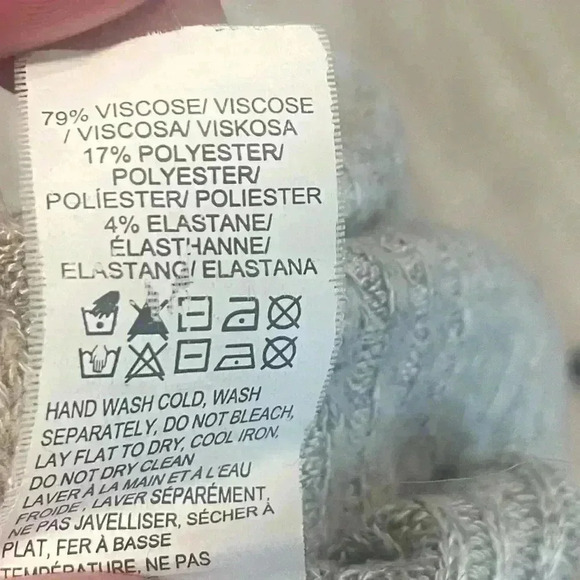 79% VISCOSE/ VISCOSE
/ VISCOSA/ VISKOSA
17% POLYESTER/
POLYESTER/
POLÍESTER/ POLIESTER
4% ELASTANE/
ÉLASTHANNE/
ELASTANO/ ELASTANA
HAND WASH COLD, WASH
SEPARATELY, DO NOT BLEACH,
LAY FLAT TO DRY, COOL IRON,
DO NOT DRY CLEAN
LAVER À LA MAIN ET À L'EAU
FROIDE, LAVER SÉPARÉMENT,
NE PAS JAVELLISER, SÉCHER À
PLAT, FER À BASSE
TEMPÉRATURE, NE PAS